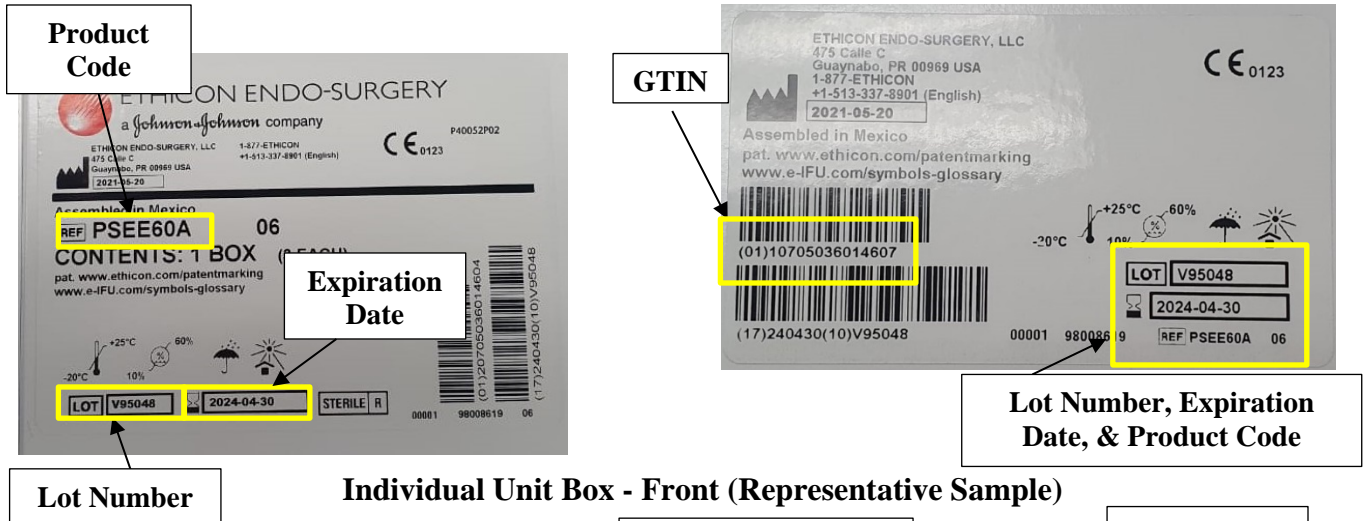 Product
Code
ETHICON ENDO-SURGERY
a Johnson & Johnson company
P40052P02
CE 0123
ETHICON ENDO-SURGERY, LLC
475 Calle C
Guaynabo, PR 00969 USA
1-877-ETHICON
+1-513-337-8901 (English)
2021-05-20
Assembled in Mexico
REF PSEE60A 06
CONTENTS: 1 BOX
pat. www.ethicon.com/patentmarking
www.e-IFU.com/symbols-glossary
Expiration
Date
+25°C
-20°C
60%
%
10%
LOT V95048
2024-04-30
STERILE R
00001 98008619 06
(01)20705036014604
(17)240430(10)V95048
Lot Number
GTIN
ETHICON ENDO-SURGERY, LLC
475 Calle C
Guaynabo, PR 00969 USA
1-877-ETHICON
+1-513-337-8901 (English)
2021-05-20
CE 0123
Assembled in Mexico
pat. www.ethicon.com/patentmarking
www.e-IFU.com/symbols-glossary
(01)10705036014607
(17)240430(10)V95048
+25°C
-20°C
60%
%
10%
LOT V95048
2024-04-30
00001 98008619
REF PSEE60A 06
Lot Number, Expiration
Date, & Product Code
Individual Unit Box - Front (Representative Sample)